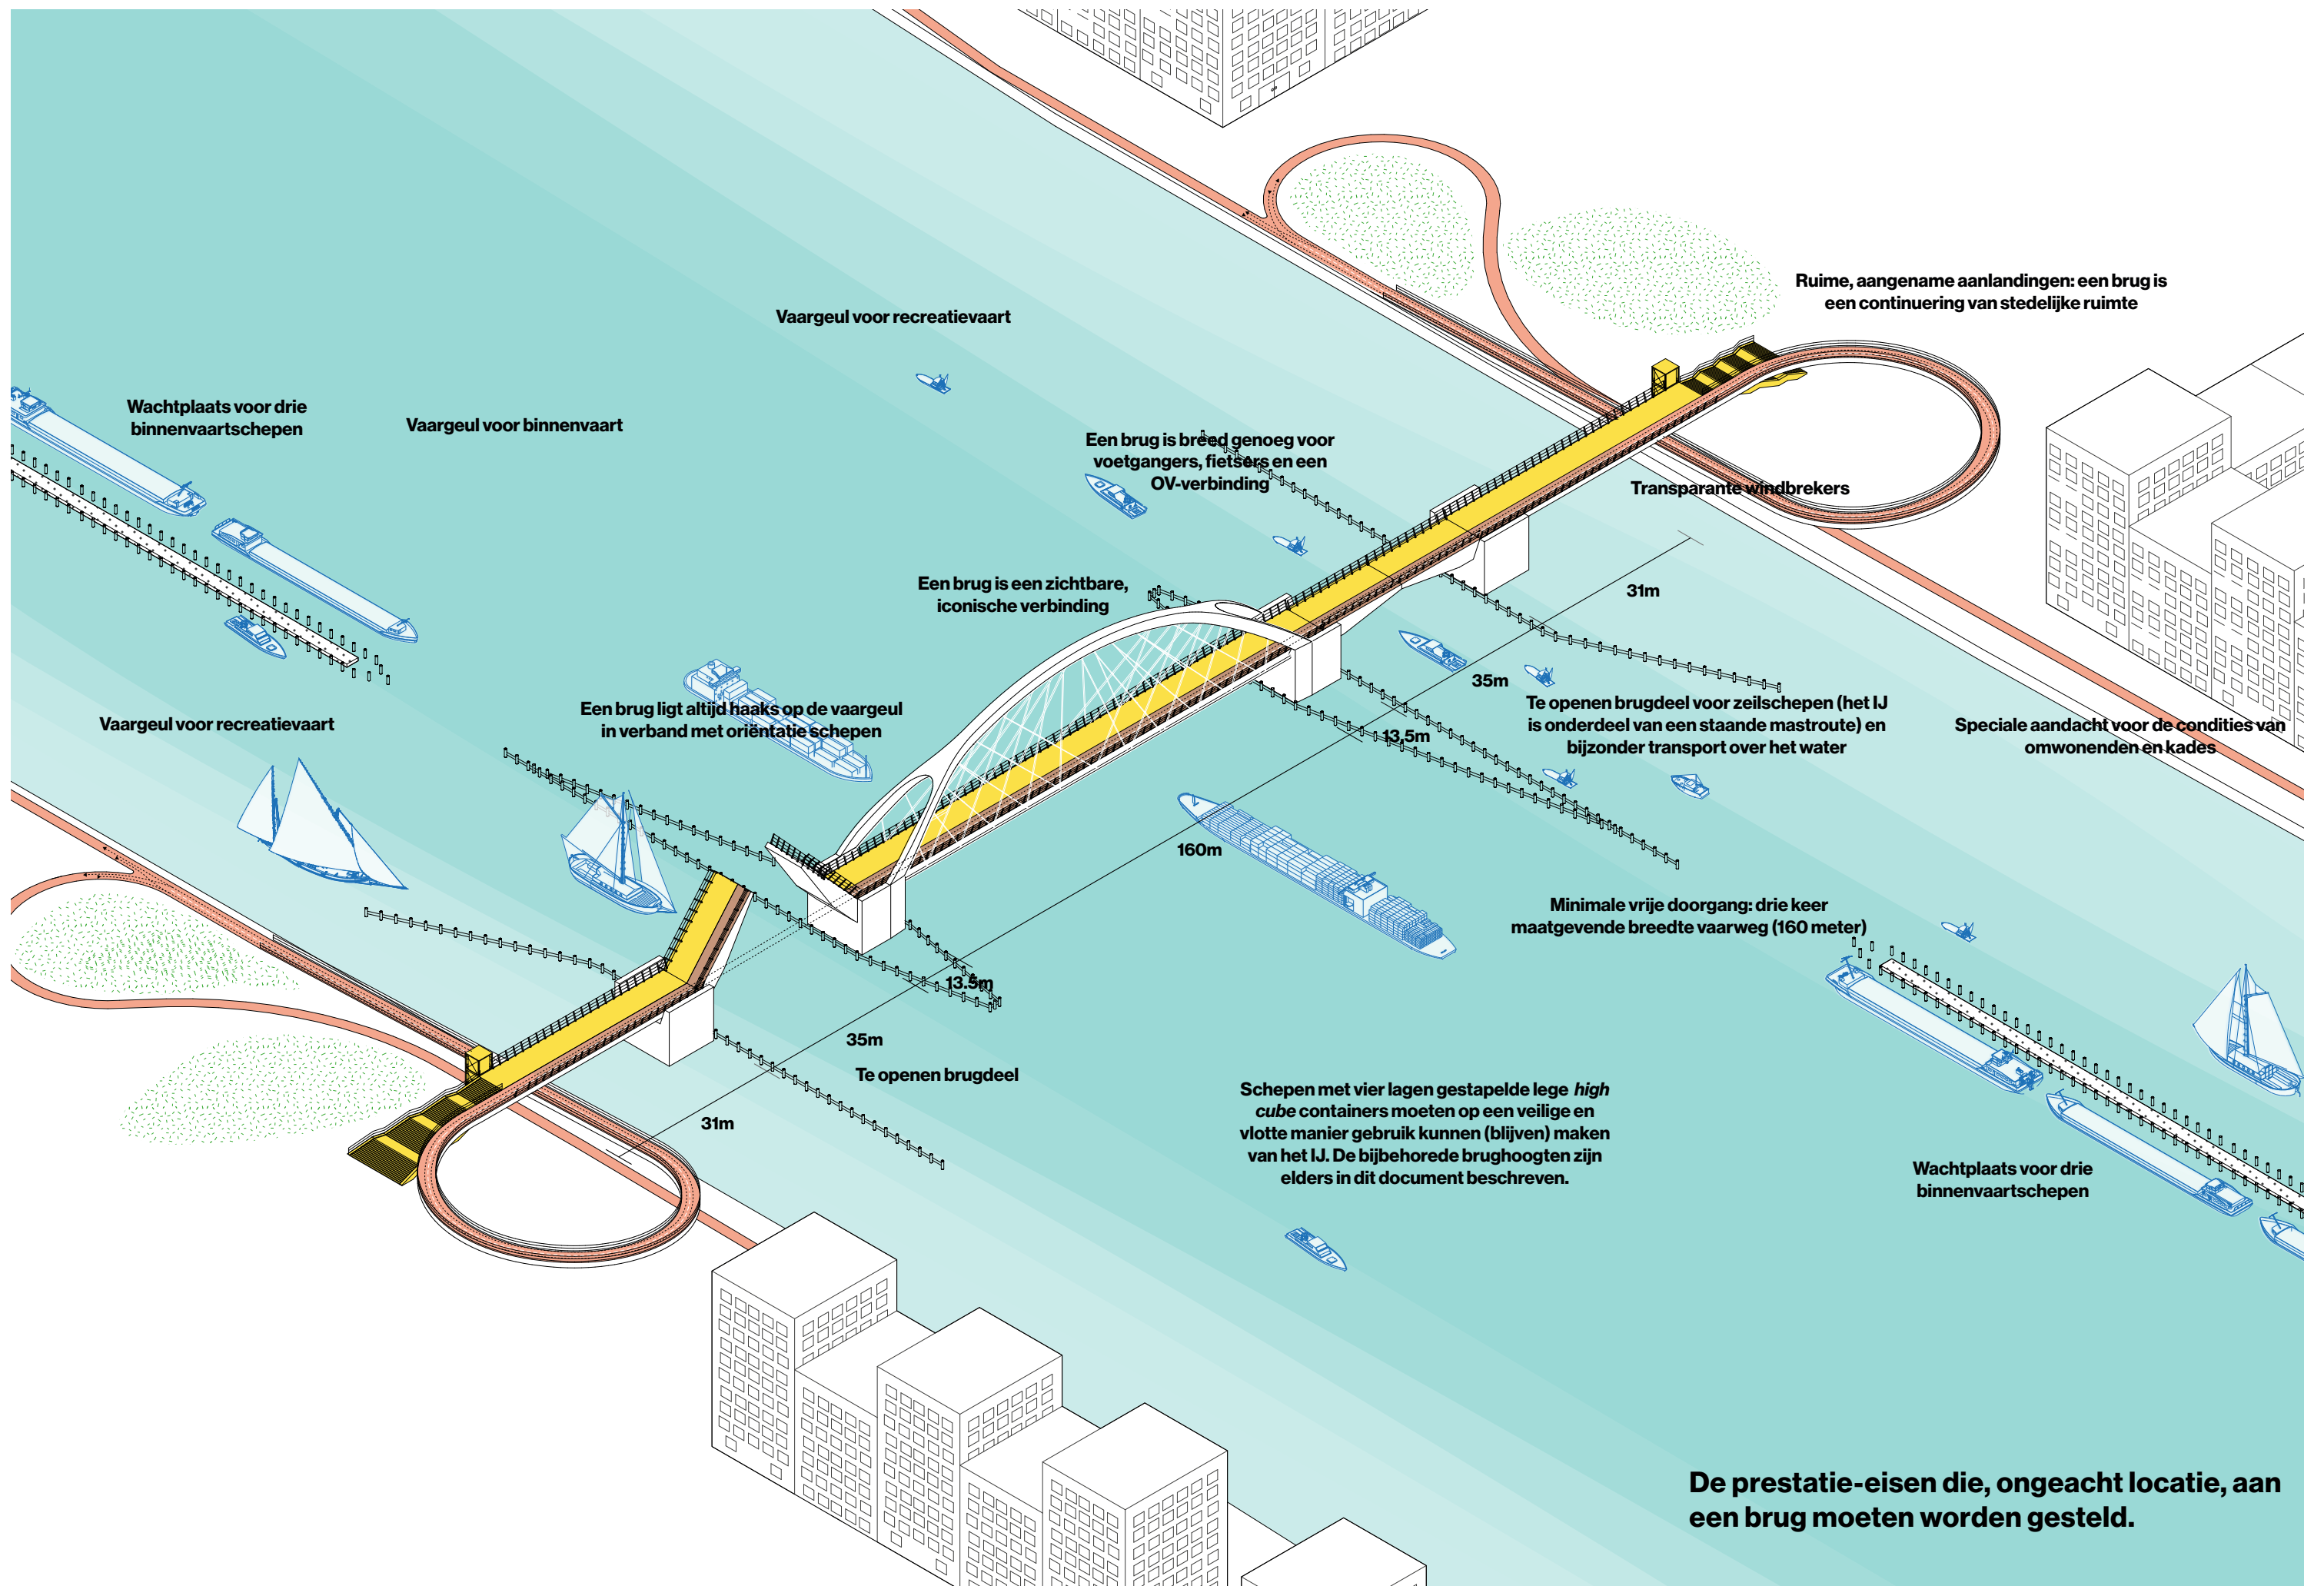 Ruime, aangename aanlandingen: een brug is
een continuering van stedelijke ruimte
Vaargeul voor recreatievaart
Wachtplaats voor drie
binnenvaartschepen
Vaargeul voor binnenvaart
Een brug is breed genoeg voor
voetgangers, fietsers en een
OV-verbinding
Transparante windbrekers
Een brug is een zichtbare,
iconische verbinding
31m
35m
Een brug ligt altijd haaks op de vaargeul
in verband met oriëntatie schepen
Vaargeul voor recreatievaart
Te openen brugdeel voor zeilschepen (het IJ
is onderdeel van een staande mastroute) en
bijzonder transport over het water
Speciale aandacht voor de condities van
omwonenden en kades
13,5m
160m
Minimale vrije doorgang: drie keer
maatgevende breedte vaarweg (160 meter)
13.5m
35m
Te openen brugdeel
31m
Schepen met vier lagen gestapelde lege high
cube containers moeten op een veilige en
vlotte manier gebruik kunnen (blijven) maken
van het IJ. De bijbehorede brughoogten zijn
elders in dit document beschreven.
Wachtplaats voor drie
binnenvaartschepen
De prestatie-eisen die, ongeacht locatie, aan
een brug moeten worden gesteld.